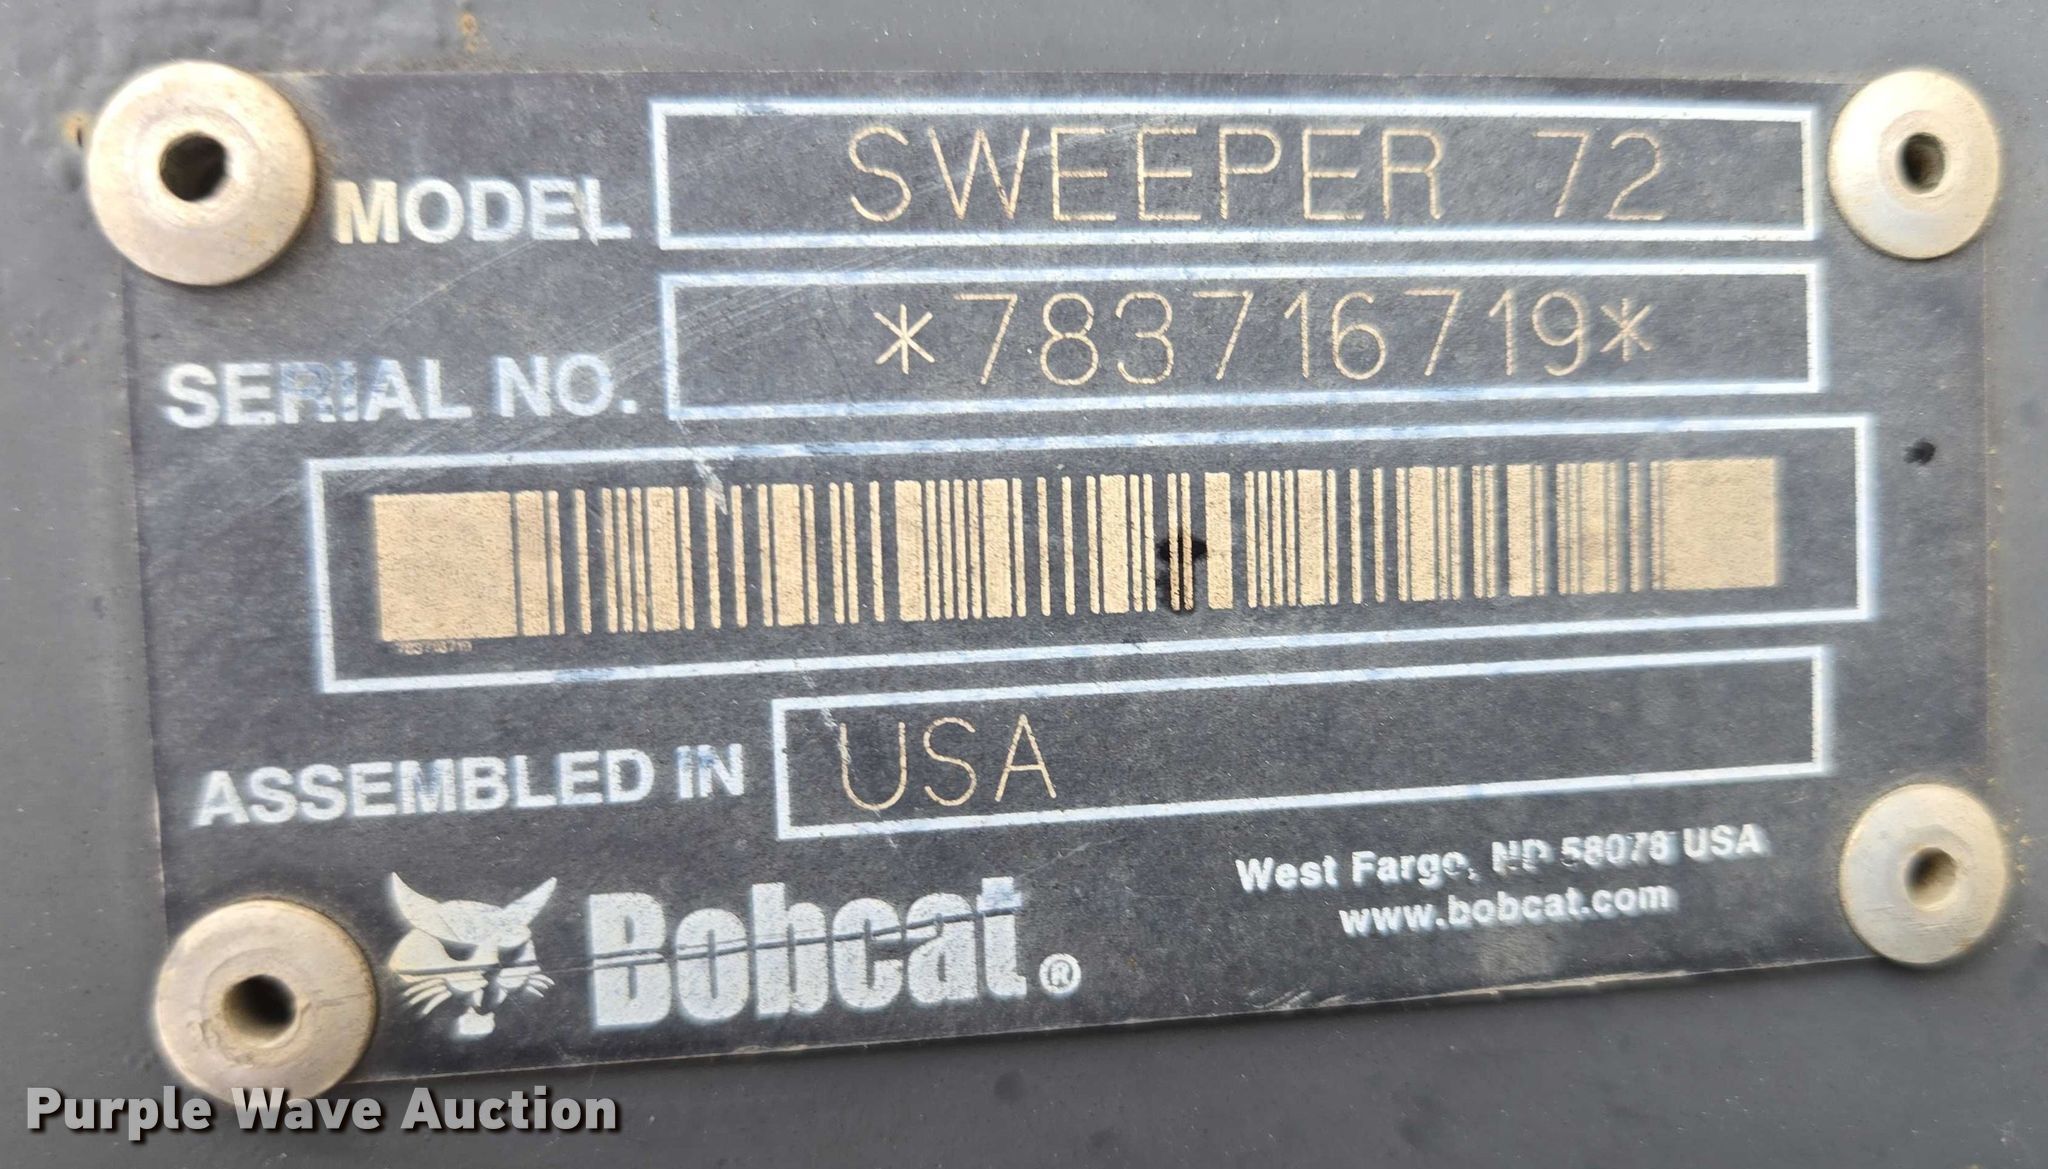 MODEL SWEEPER 72
SERIAL NO. *783716719*
ASSEMBLED IN USA
Bobcat®
West Fargo, ND 58078 USA
www.bobcat.com
Purple Wave Auction